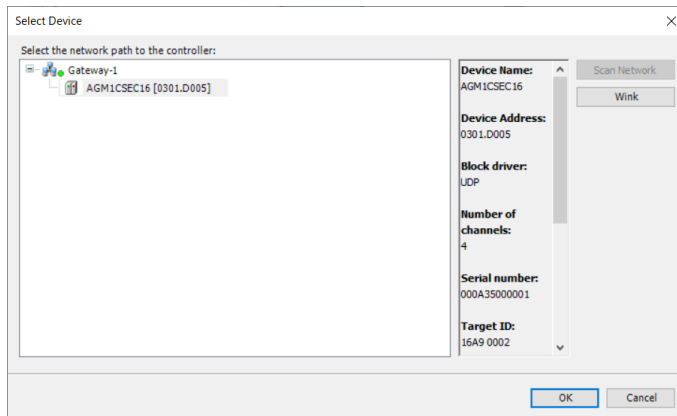 Select Device
Select the network path to the controller:
Gateway-1
AGM1CSEC16 [0301.D005]
Device Name:
AGM1CSEC16
Device Address:
0301.D005
Block driver:
UDP
Number of
channels:
4
Serial number:
000A35000001
Target ID:
16A9 0002
Scan Network
Wink
OK
Cancel